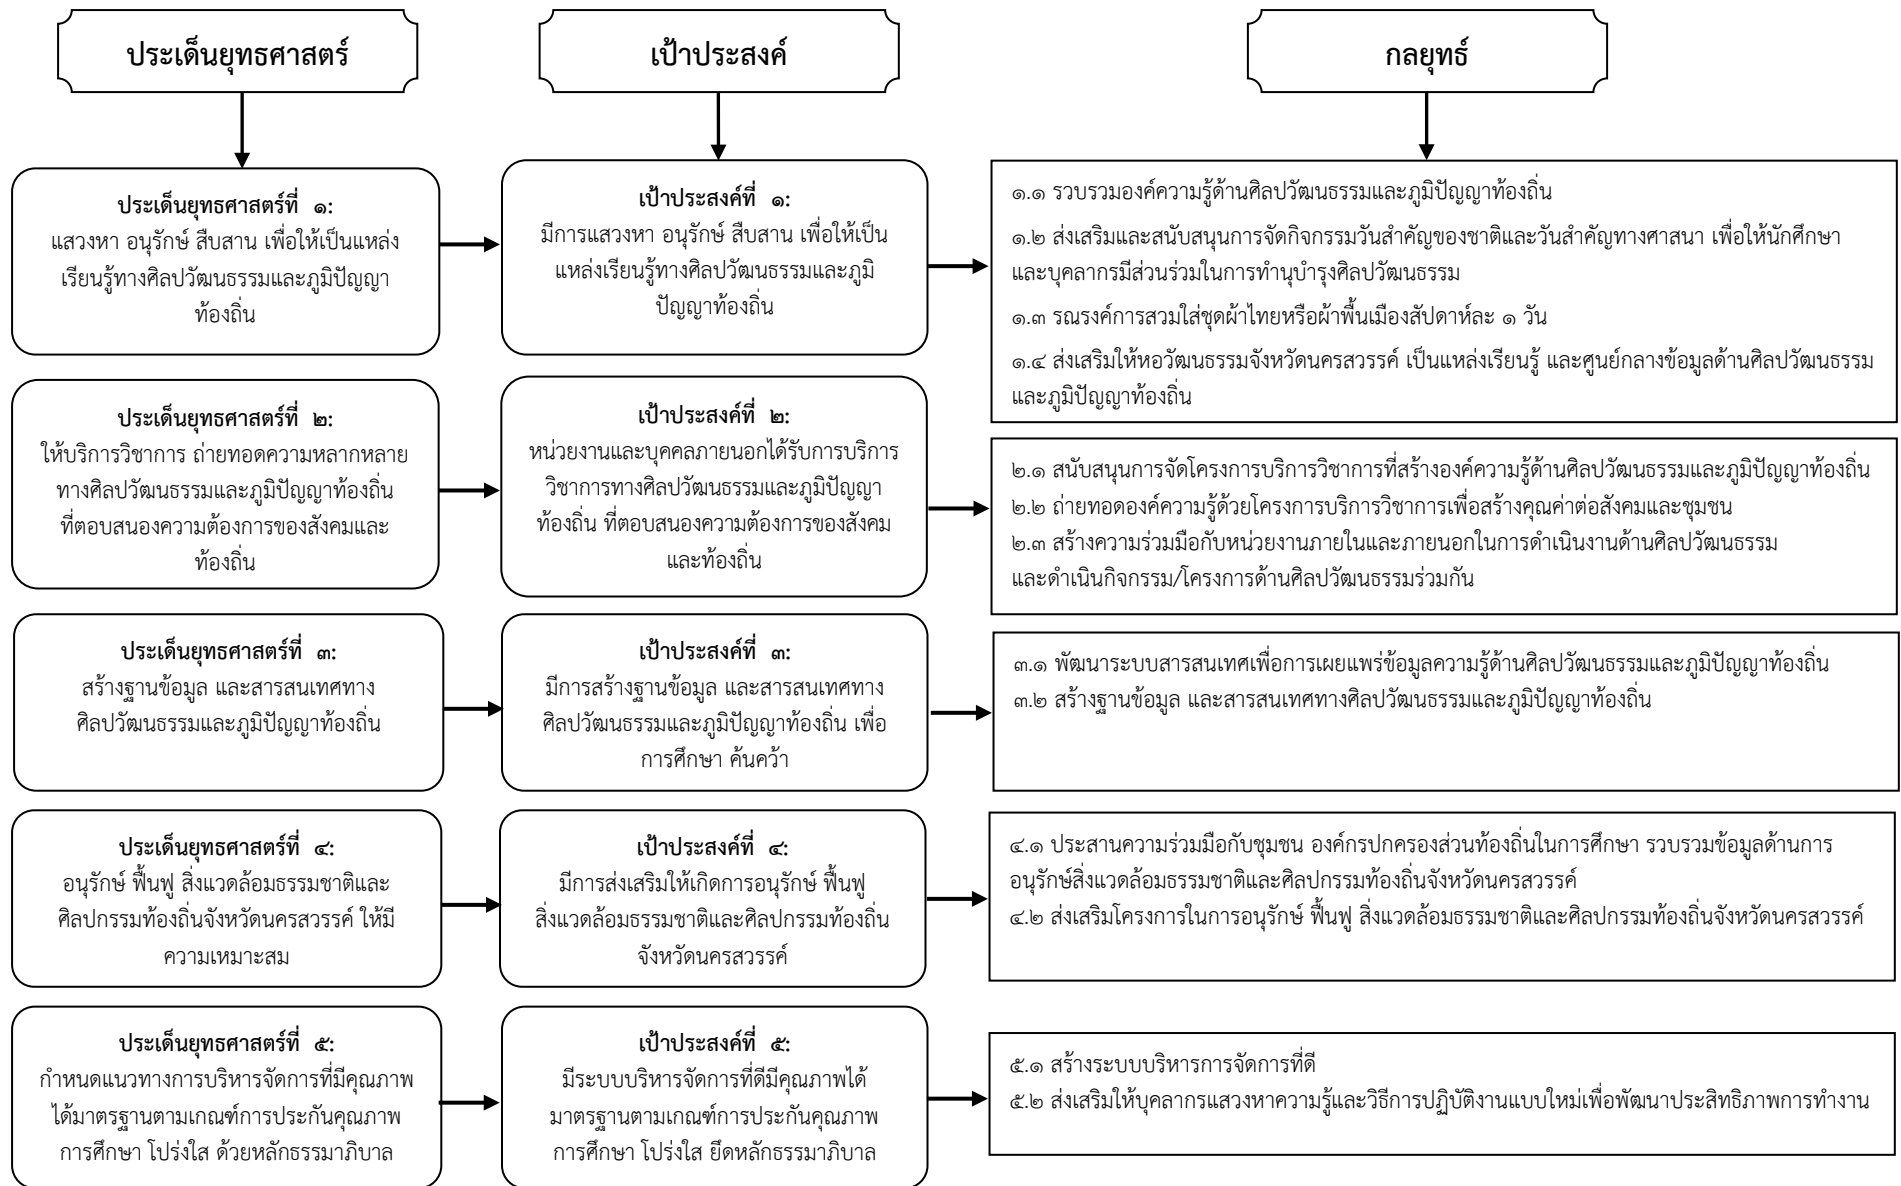 ประเด็นยุทธศาสตร์
เป้าประสงค์
กลยุทธ์
ประเด็นยุทธศาสตร์ที่ ๑:
แสวงหา อนุรักษ์ สืบสาน เพื่อให้เป็นแหล่ง
เรียนรู้ทางศิลปวัฒนธรรมและภูมิปัญญา
ท้องถิ่น
เป้าประสงค์ที่ ๑:
มีการแสวงหา อนุรักษ์ สืบสาน เพื่อให้เป็น
แหล่งเรียนรู้ทางศิลปวัฒนธรรมและภูมิ
ปัญญาท้องถิ่น
๑.๑ รวบรวมองค์ความรู้ด้านศิลปวัฒนธรรมและภูมิปัญญาท้องถิ่น
๑.๒ ส่งเสริมและสนับสนุนการจัดกิจกรรมวันสำคัญของชาติและวันสำคัญทางศาสนา เพื่อให้นักศึกษา
และบุคลากรมีส่วนร่วมในการทำนุบำรุงศิลปวัฒนธรรม
๑.๓ รณรงค์การสวมใส่ชุดผ้าไทยหรือผ้าพื้นเมืองสัปดาห์ละ ๑ วัน
๑.๔ ส่งเสริมให้หอวัฒนธรรมจังหวัดนครสวรรค์ เป็นแหล่งเรียนรู้ และศูนย์กลางข้อมูลด้านศิลปวัฒนธรรม
และภูมิปัญญาท้องถิ่น
ประเด็นยุทธศาสตร์ที่ ๒:
ให้บริการวิชาการ ถ่ายทอดความหลากหลาย
ทางศิลปวัฒนธรรมและภูมิปัญญาท้องถิ่น
ที่ตอบสนองความต้องการของสังคมและ
ท้องถิ่น
เป้าประสงค์ที่ ๒:
หน่วยงานและบุคคลภายนอกได้รับการบริการ
วิชาการทางศิลปวัฒนธรรมและภูมิปัญญา
ท้องถิ่น ที่ตอบสนองความต้องการของสังคม
และท้องถิ่น
๒.๑ สนับสนุนการจัดโครงการบริการวิชาการที่สร้างองค์ความรู้ด้านศิลปวัฒนธรรมและภูมิปัญญาท้องถิ่น
๒.๒ ถ่ายทอดองค์ความรู้ด้วยโครงการบริการวิชาการเพื่อสร้างคุณค่าต่อสังคมและชุมชน
๒.๓ สร้างความร่วมมือกับหน่วยงานภายในและภายนอกในการดำเนินงานด้านศิลปวัฒนธรรม
และดำเนินกิจกรรม/โครงการด้านศิลปวัฒนธรรมร่วมกัน
ประเด็นยุทธศาสตร์ที่ ๓:
สร้างฐานข้อมูล และสารสนเทศทาง
ศิลปวัฒนธรรมและภูมิปัญญาท้องถิ่น
เป้าประสงค์ที่ ๓:
มีการสร้างฐานข้อมูล และสารสนเทศทาง
ศิลปวัฒนธรรมและภูมิปัญญาท้องถิ่น เพื่อ
การศึกษา ค้นคว้า
๓.๑ พัฒนาระบบสารสนเทศเพื่อการเผยแพร่ข้อมูลความรู้ด้านศิลปวัฒนธรรมและภูมิปัญญาท้องถิ่น
๓.๒ สร้างฐานข้อมูล และสารสนเทศทางศิลปวัฒนธรรมและภูมิปัญญาท้องถิ่น
ประเด็นยุทธศาสตร์ที่ ๔:
อนุรักษ์ ฟื้นฟู สิ่งแวดล้อมธรรมชาติและ
ศิลปกรรมท้องถิ่นจังหวัดนครสวรรค์ ให้มี
ความเหมาะสม
เป้าประสงค์ที่ ๔:
มีการส่งเสริมให้เกิดการอนุรักษ์ ฟื้นฟู
สิ่งแวดล้อมธรรมชาติและศิลปกรรมท้องถิ่น
จังหวัดนครสวรรค์
๔.๑ ประสานความร่วมมือกับชุมชน องค์กรปกครองส่วนท้องถิ่นในการศึกษา รวบรวมข้อมูลด้านการ
อนุรักษ์สิ่งแวดล้อมธรรมชาติและศิลปกรรมท้องถิ่นจังหวัดนครสวรรค์
๔.๒ ส่งเสริมโครงการในการอนุรักษ์ ฟื้นฟู สิ่งแวดล้อมธรรมชาติและศิลปกรรมท้องถิ่นจังหวัดนครสวรรค์
ประเด็นยุทธศาสตร์ที่ ๕:
กำหนดแนวทางการบริหารจัดการที่มีคุณภาพ
ได้มาตรฐานตามเกณฑ์การประกันคุณภาพ
การศึกษา โปร่งใส ด้วยหลักธรรมาภิบาล
เป้าประสงค์ที่ ๕:
มีระบบบริหารจัดการที่ดีมีคุณภาพได้
มาตรฐานตามเกณฑ์การประกันคุณภาพ
การศึกษา โปร่งใส ยึดหลักธรรมาภิบาล
๕.๑ สร้างระบบบริหารการจัดการที่ดี
๕.๒ ส่งเสริมให้บุคลากรแสวงหาความรู้และวิธีการปฏิบัติงานแบบใหม่เพื่อพัฒนาประสิทธิภาพการทำงาน